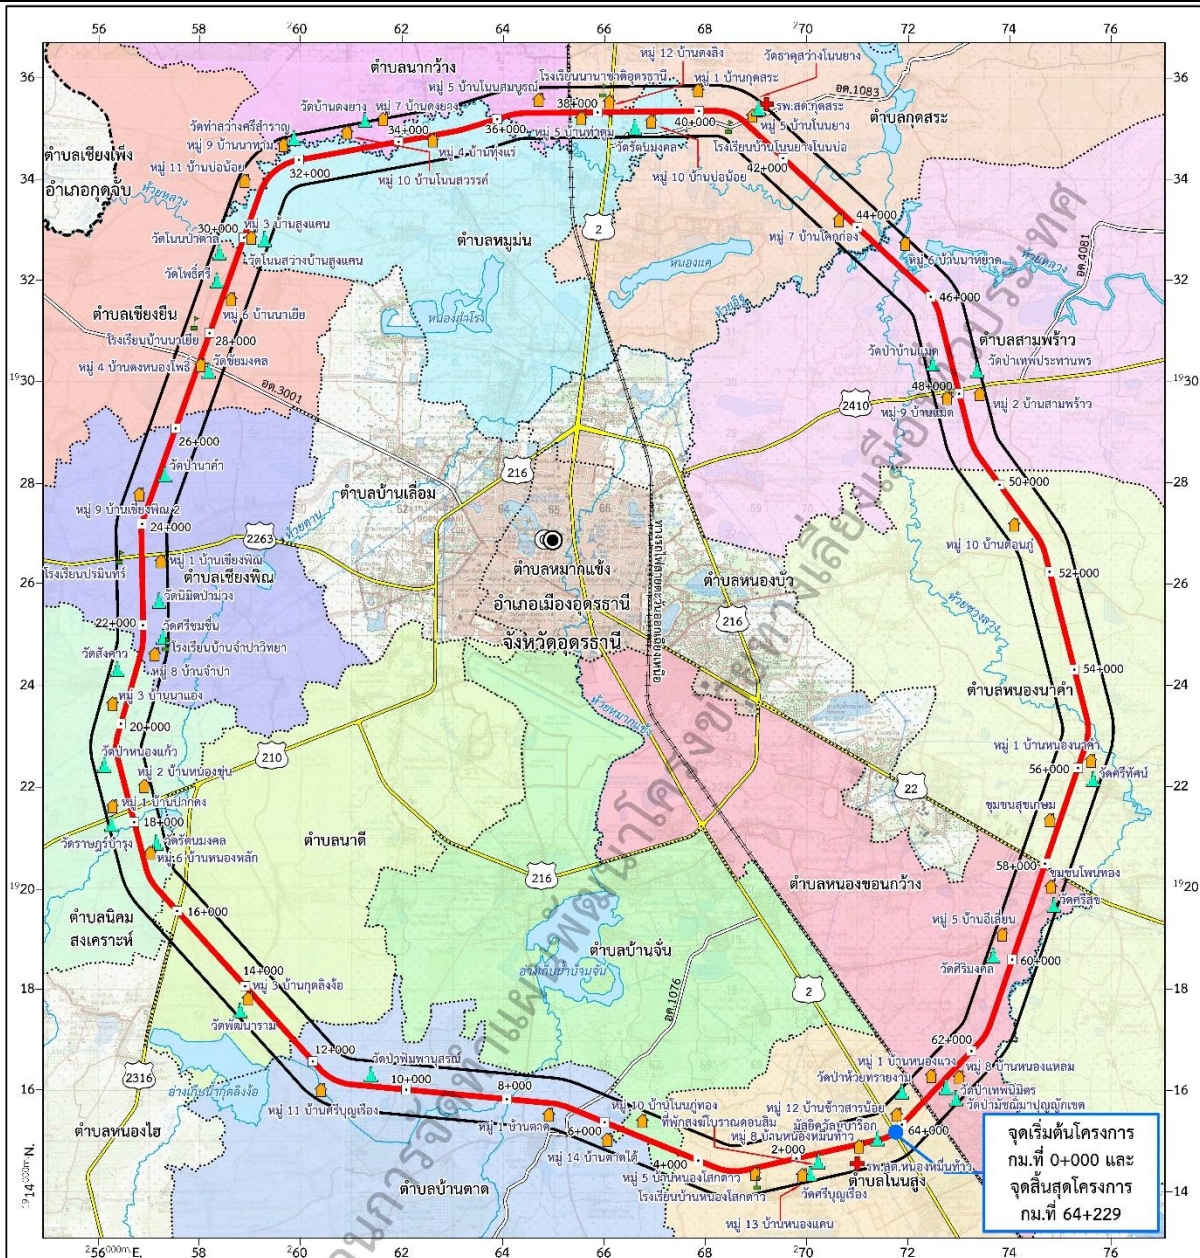 ²56⁰⁰⁰ᵐE.
58
²60
62
64
66
68
²70
72
74
76
36
34
32
¹⁹30
28
26
24
22
¹⁹20
18
16
¹⁹14⁰⁰⁰ᵐN.
ตำบลนากว้าง
หมู่ 12 บ้านดงลิง
วัดธาตุสว่างโนนยาง
โรงเรียนนานาชาติอุดรธานี
หมู่ 1 บ้านกุดสระ
หมู่ 5 บ้านโนนสมบูรณ์
อด.1083
รพ.สต.กุดสระ
ตำบลกุดสระ
วัดบ้านดงยาง
หมู่ 7 บ้านดงยาง
38+000
40+000
หมู่ 5 บ้านโนนยาง
วัดท่าสว่างศรีสำราญ
34+000
36+000
หมู่ 5 บ้านท่าตูม
วัดรัตนมงคล
โรงเรียนบ้านโนนยางโนนบ่อ
หมู่ 9 บ้านนาทาม
หมู่ 4 บ้านทุ่งแร่
ตำบลเชียงเพ็ง
หมู่ 11 บ้านบ่อน้อย
32+000
หมู่ 10 บ้านโนนสวรรค์
หมู่ 10 บ้านบ่อน้อย
42+000
อำเภอกุดจับ
ห้วยหลวง
30+000
หมู่ 3 บ้านสูงแคน
44+000
วัดโนนป่าตาล
ตำบลหมูม่น
2
หมู่ 7 บ้านโคกก่อง
อด.4081
วัดโนนสว่างบ้านสูงแคน
หนองแด
หมู่ 6 บ้านนาหยาด
ห้วยหลวง
วัดโพธิ์ศรี
46+000
หมู่ 6 บ้านนาเยีย
ตำบลเชียงยืน
หนองสำโรง
โรงเรียนบ้านนาเยีย
28+000
ตำบลสามพร้าว
หมู่ 4 บ้านดงหนองโพธิ์
วัดชัยมงคล
วัดป่าบ้านแมด
วัดป่าเทพประทานพร
อด.3001
48+000
2410
หมู่ 9 บ้านแมด
หมู่ 2 บ้านสามพร้าว
26+000
วัดป่านาคำ
216
ตำบลบ้านเลื่อม
50+000
หมู่ 9 บ้านเชียงพิณ 2
24+000
หมู่ 10 บ้านดอนภู่
2263
หมู่ 1 บ้านเชียงพิณ
ตำบลหมากแข้ง
โรงเรียนปรมินทร์
ตำบลเชียงพิณ
ตำบลหนองบัว
52+000
อำเภอเมืองอุดรธานี
วัดนิมิตป่าม่วง
216
22+000
วัดศรีชมชื่น
จังหวัดอุดรธานี
วัดสังคาว
โรงเรียนบ้านจำปาวิทยา
หมู่ 8 บ้านจำปา
54+000
หมู่ 3 บ้านนาแอง
ตำบลหนองนาคำ
20+000
ห้วยหมากแข้ง
วัดป่าหนองแก้ว
210
หมู่ 1 บ้านหนองนาคำ
หมู่ 2 บ้านหนองขุ่น
56+000
วัดศรีทัศน์
22
หมู่ 1 บ้านปากดง
ชุมชนสุขเกษม
18+000
วัดราษฎร์บำรุง
วัดรัตนมงคล
ตำบลนาดี
หมู่ 6 บ้านหนองหลัก
216
58+000
ชุมชนโพนทอง
ตำบลหนองขอนกว้าง
16+000
วัดศรีสุข
ตำบลนิคม
หมู่ 5 บ้านอีเลี่ยน
สงเคราะห์
ตำบลบ้านจั่น
60+000
14+000
อ่างเก็บน้ำบ้านจั่น
วัดศิริมงคล
หมู่ 3 บ้านกุดลิงง้อ
2
วัดพัฒนาราม
อด.1076
62+000
12+000
หมู่ 1 บ้านหนองแวง
2316
วัดป่าพิมพานุสรณ์
หมู่ 8 บ้านหนองแหลม
อ่างเก็บน้ำกุดลิงง้อ
10+000
8+000
วัดป่าห้วยทรายงาม
วัดป่าเทพนิมิตร
หมู่ 11 บ้านศรีบุญเรือง
หมู่ 10 บ้านโนนภู่ทอง
หมู่ 12 บ้านข้าวสารน้อย
วัดป่ามัชฌิมาปุญญักเขต
ตำบลหนองไฮ
หมู่ 1 บ้านตาด
6+000
ที่พักสงฆ์โบราณดอนสิม
64+000
หมู่ 8 บ้านหนองหมื่นท้าว
2+000
หมู่ 14 บ้านตาดใต้
4+000
รพ.สต.หนองหมื่นท้าว
หมู่ 5 บ้านหนองโสกดาว
ตำบลโนนสูง
ตำบลบ้านตาด
โรงเรียนบ้านหนองโสกดาว
วัดศรีบุญเรือง
หมู่ 13 บ้านหนองแคน
จุดเริ่มต้นโครงการ
กม.ที่ 0+000 และ
จุดสิ้นสุดโครงการ
กม.ที่ 64+229